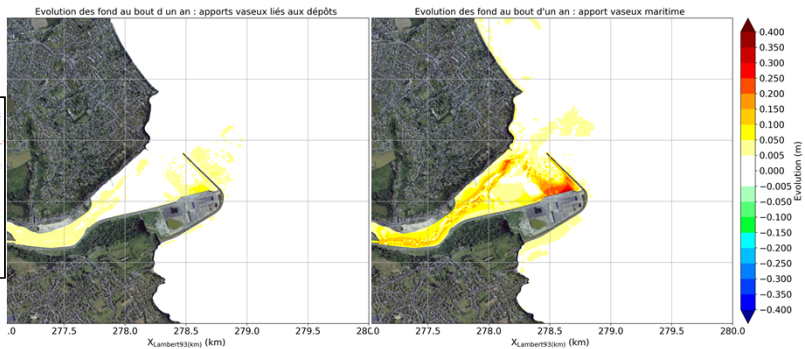 Evolution des fond au bout d un an : apports vaseux liés aux dépôts
Evolution des fond au bout d'un an : apport vaseux maritime
0.400
0.350
0.300
0.250
0.200
0.150
0.100
0.050
0.005
-0.005
-0.050
-0.100
-0.150
-0.200
-0.250
-0.300
-0.350
-0.400
Evolution (m)
.0 277.5 278.0 278.5 279.0 279.5 280
.0 277.5 278.0 278.5 279.0 279.5 280.0
XLambert93(km) (km)
XLambert93(km) (km)